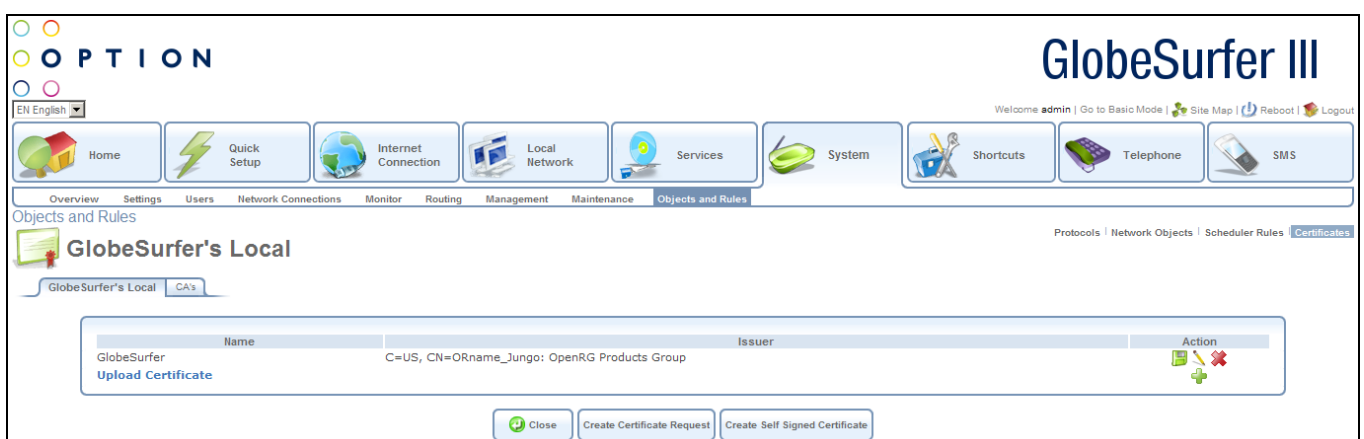 OPTION
GlobeSurfer III
EN English
Welcome admin | Go to Basic Mode | Site Map | Reboot | Logout
Home
Quick Setup
Internet Connection
Local Network
Services
System
Shortcuts
Telephone
SMS
Overview Settings Users Network Connections Monitor Routing Management Maintenance Objects and Rules
Objects and Rules
Protocols | Network Objects | Scheduler Rules | Certificates
GlobeSurfer's Local
GlobeSurfer's Local CA's
Name Issuer Action
GlobeSurfer C=US, CN=ORname_Jungo: OpenRG Products Group
Upload Certificate
Close Create Certificate Request Create Self Signed Certificate